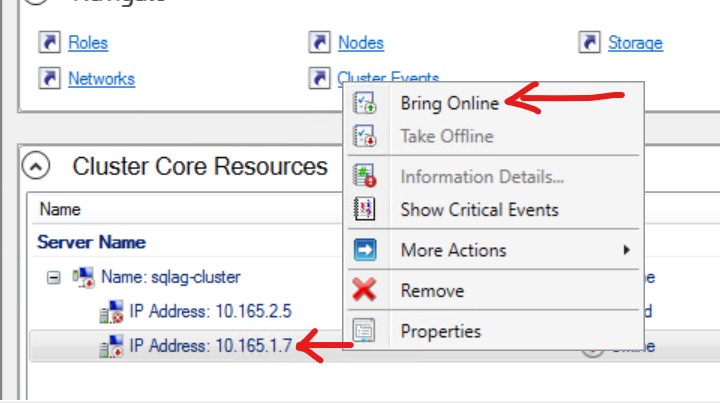 Roles
Nodes
Storage
Networks
Cluster Events
Bring Online
Take Offline
Cluster Core Resources
Information Details...
Name
Show Critical Events
Server Name
More Actions
Name: sqlag-cluster
Remove
IP Address: 10.165.2.5
Properties
IP Address: 10.165.1.7